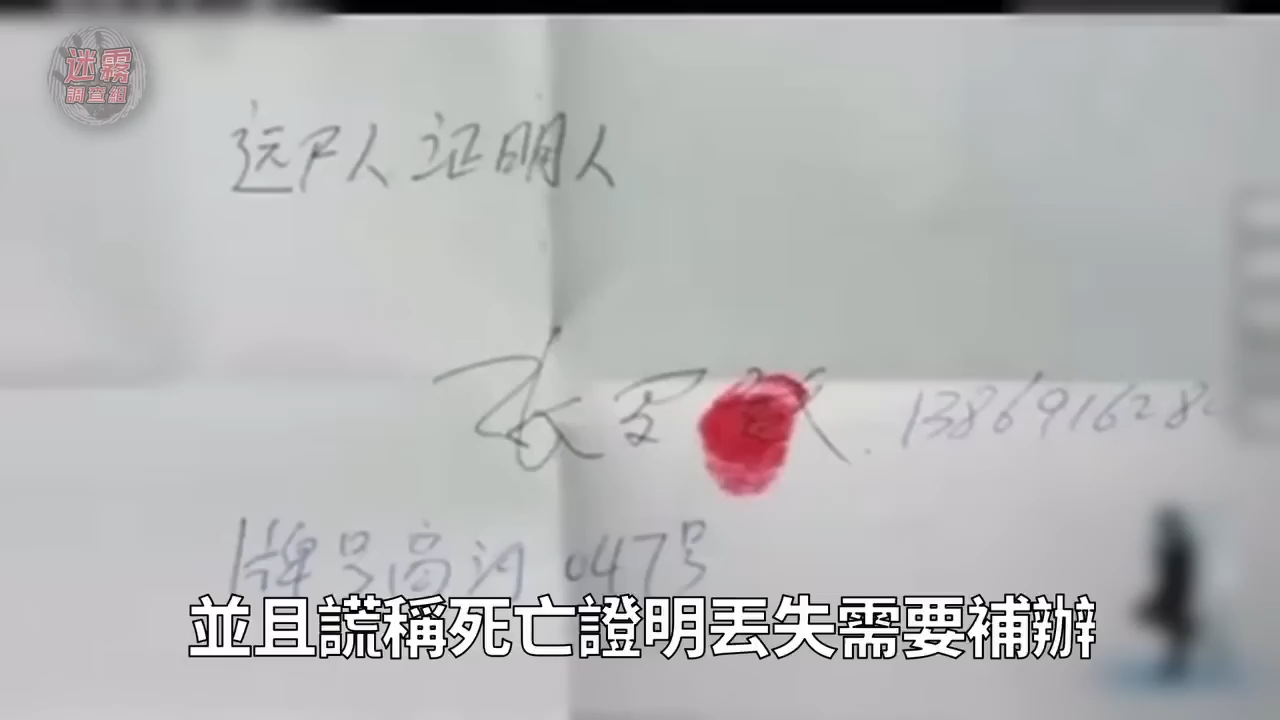 迷霧
調查組
运尸人证明人
138691628
牌号高河047号
並且謊稱死亡證明丟失需要補辦